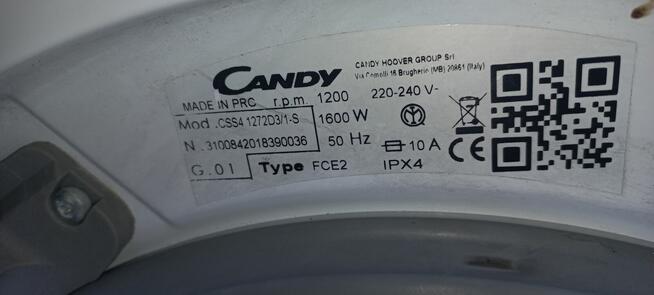 CANDY
CANDY HOOVER GROUP Srl
Via Comolli 16 Brugherio (MB) 20861 (Italy)
MADE IN PRC r.p.m. 1200 220-240 V~
Mod .CSS4 1272D3/1-S 1600 W
N .3100842018390036 50 Hz 10 A
G.01 Type FCE2 IPX4
CE